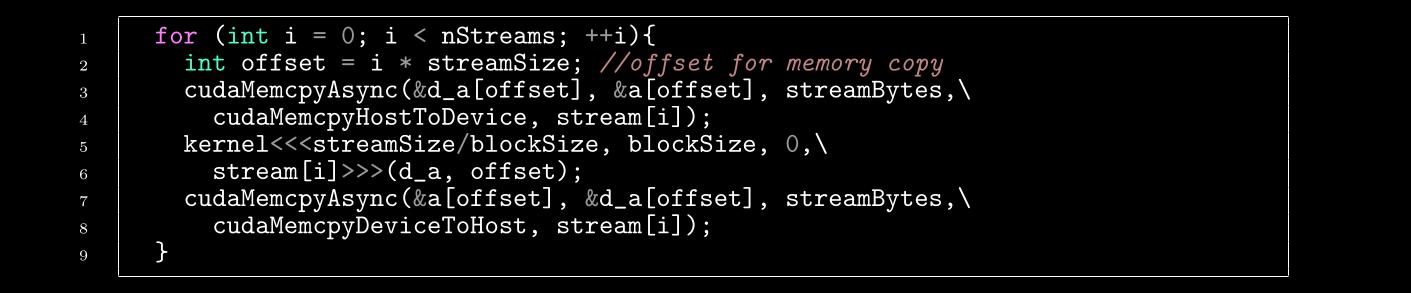 1 for (int i = 0; i < nStreams; ++i){
2 int offset = i * streamSize; //offset for memory copy
3 cudaMemcpyAsync(&d_a[offset], &a[offset], streamBytes,\
4 cudaMemcpyHostToDevice, stream[i]);
5 kernel<<<streamSize/blockSize, blockSize, 0,\
6 stream[i]>>>(d_a, offset);
7 cudaMemcpyAsync(&a[offset], &d_a[offset], streamBytes,\
8 cudaMemcpyDeviceToHost, stream[i]);
9 }